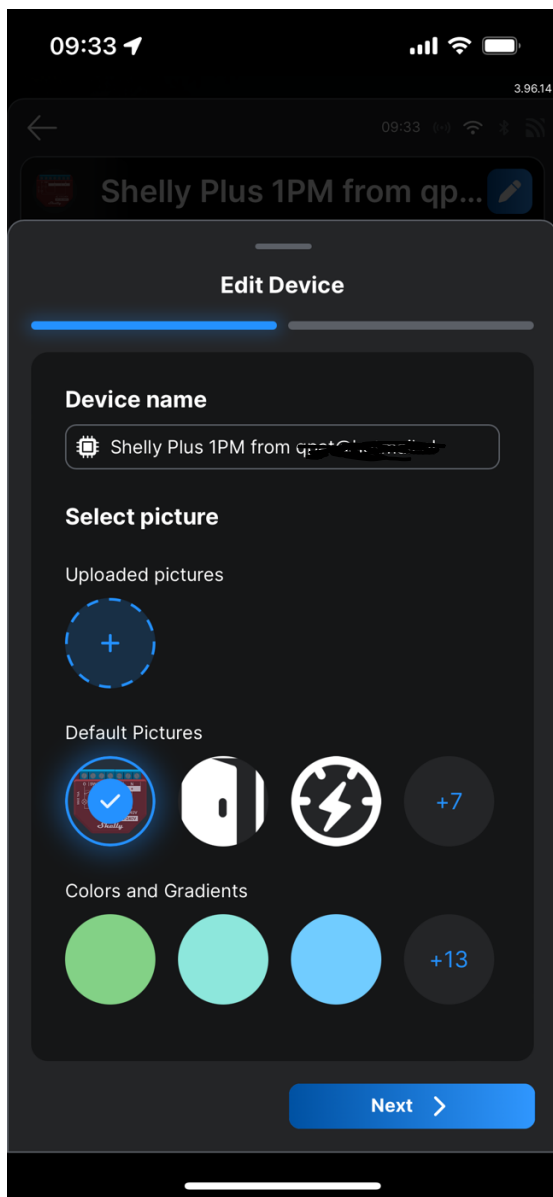 09:33
3.96.14
09:33
Shelly Plus 1PM from qp...
Edit Device
Device name
Shelly Plus 1PM from
Select picture
Uploaded pictures
+
Default Pictures
Shelly
+7
Colors and Gradients
+13
Next